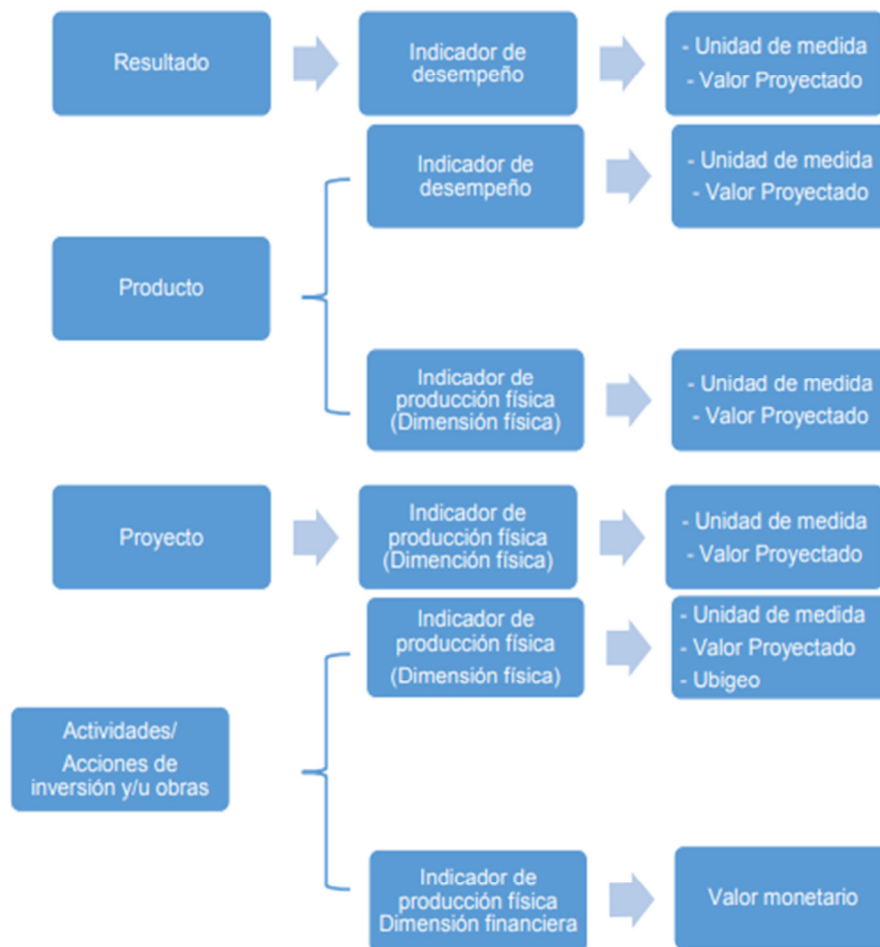 Resultado
Indicador de
desempeño
- Unidad de medida
- Valor Proyectado
Producto
Indicador de
desempeño
- Unidad de medida
- Valor Proyectado
Indicador de
producción física
(Dimensión física)
- Unidad de medida
- Valor Proyectado
Proyecto
Indicador de
producción física
(Dimención física)
- Unidad de medida
- Valor Proyectado
Actividades/
Acciones de
inversión y/u obras
Indicador de
producción física
(Dimensión física)
- Unidad de medida
- Valor Proyectado
- Ubigeo
Indicador de
producción física
Dimensión financiera
Valor monetario